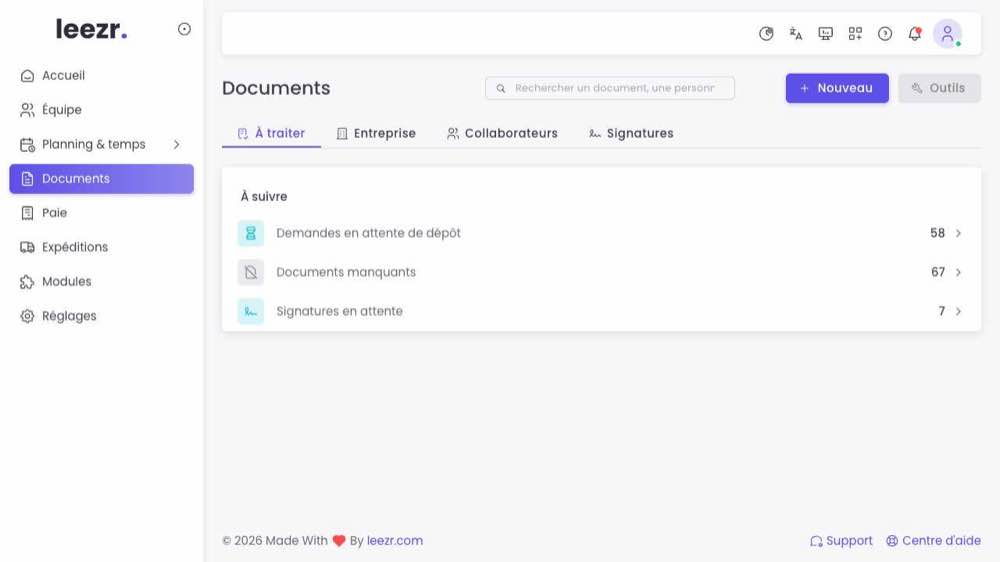 leezr.
Accueil
Équipe
Planning & temps
Documents
Paie
Expéditions
Modules
Réglages
Documents
Rechercher un document, une personn
+ Nouveau
Outils
À traiter
Entreprise
Collaborateurs
Signatures
À suivre
Demandes en attente de dépôt 58
Documents manquants 67
Signatures en attente 7
© 2026 Made With ❤ By leezr.com
Support
Centre d'aide